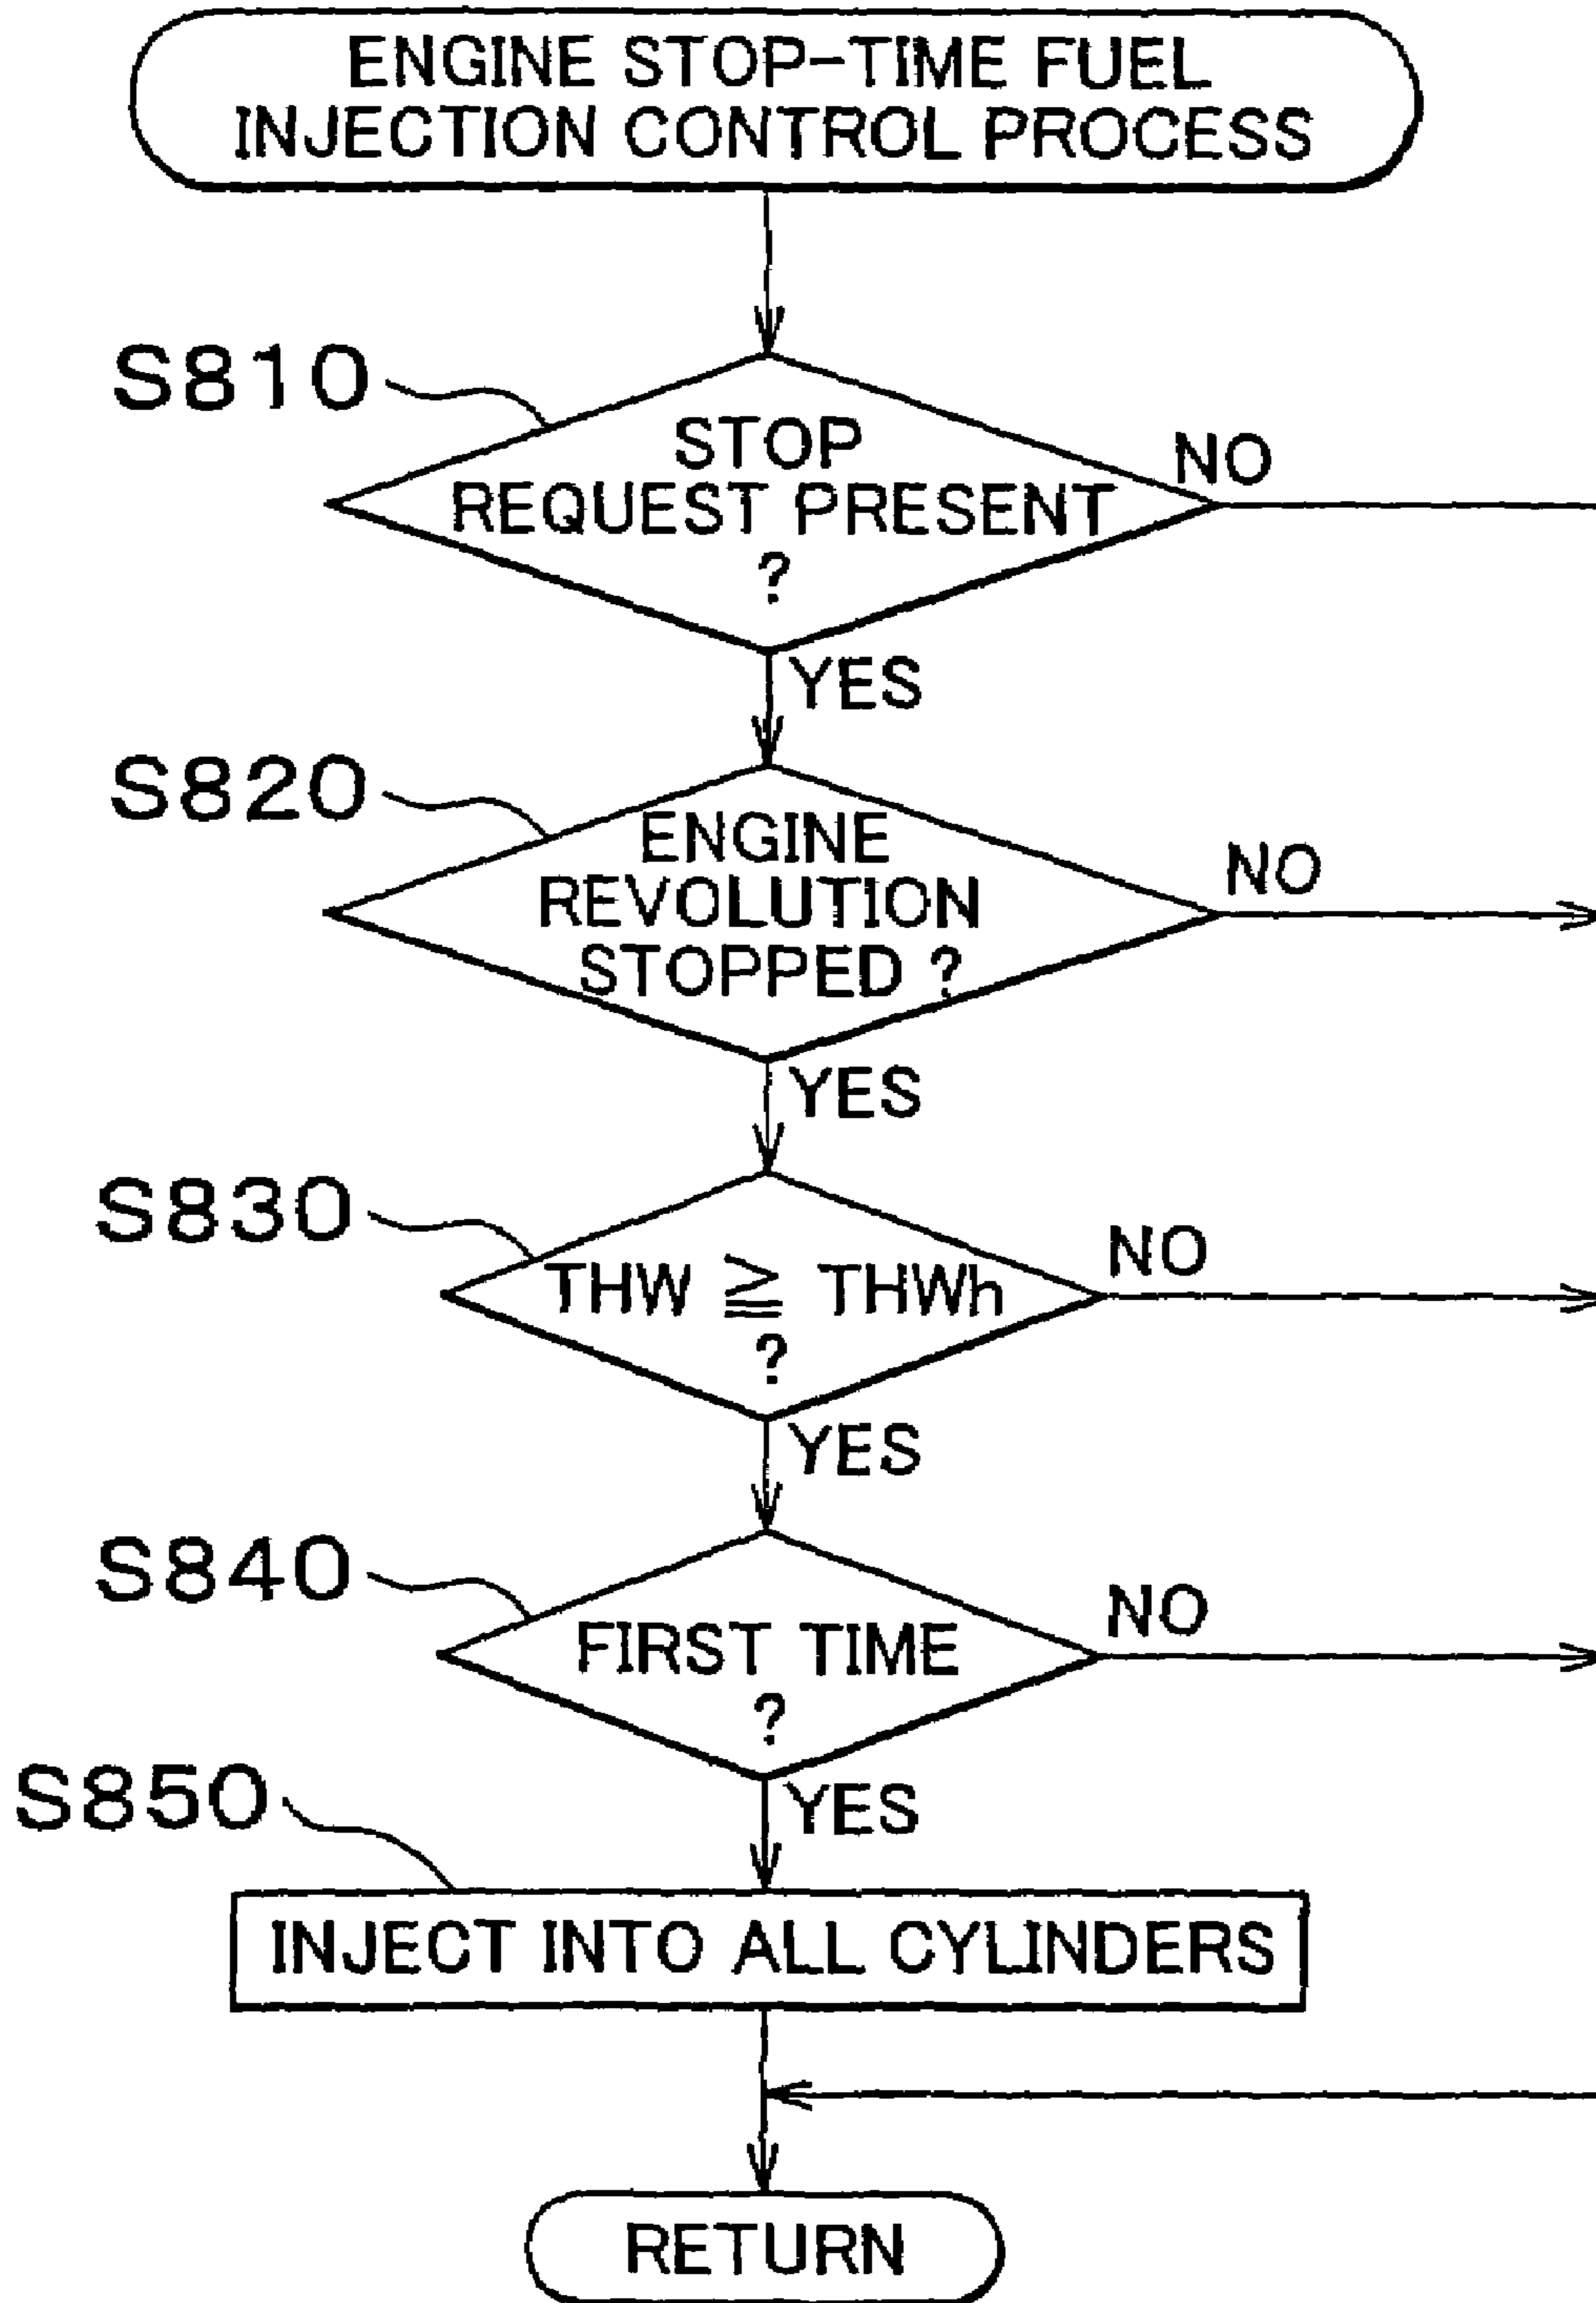 ENGINE STOP-TIME FUEL
INJECTION CONTROL PROCESS
S810
STOP
REQUEST PRESENT
?
NO
YES
S820
ENGINE
REVOLUTION
STOPPED ?
NO
YES
S830
THW ≧ THWh
?
NO
YES
S840
FIRST TIME
?
NO
YES
S850
INJECT INTO ALL CYLINDERS
RETURN